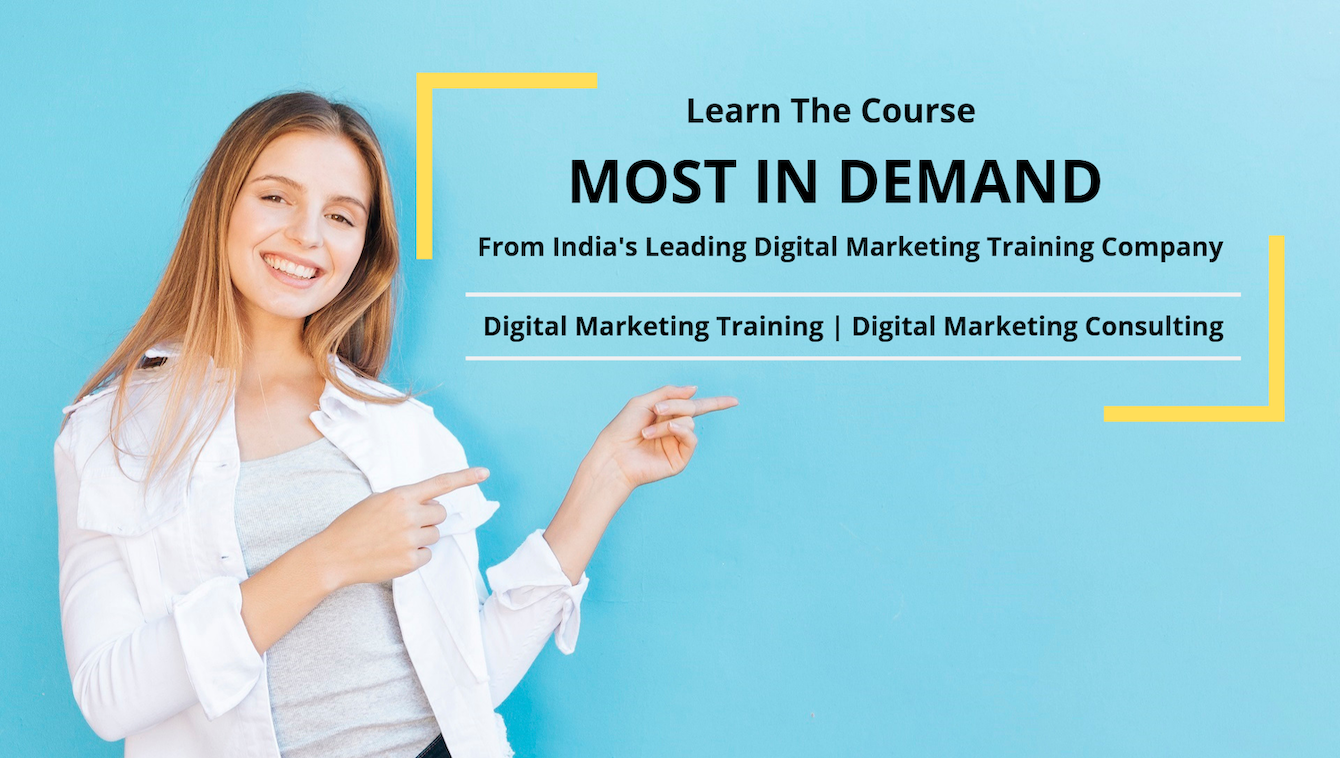 Learn The Course
MOST IN DEMAND
From India's Leading Digital Marketing Training Company
Digital Marketing Training | Digital Marketing Consulting